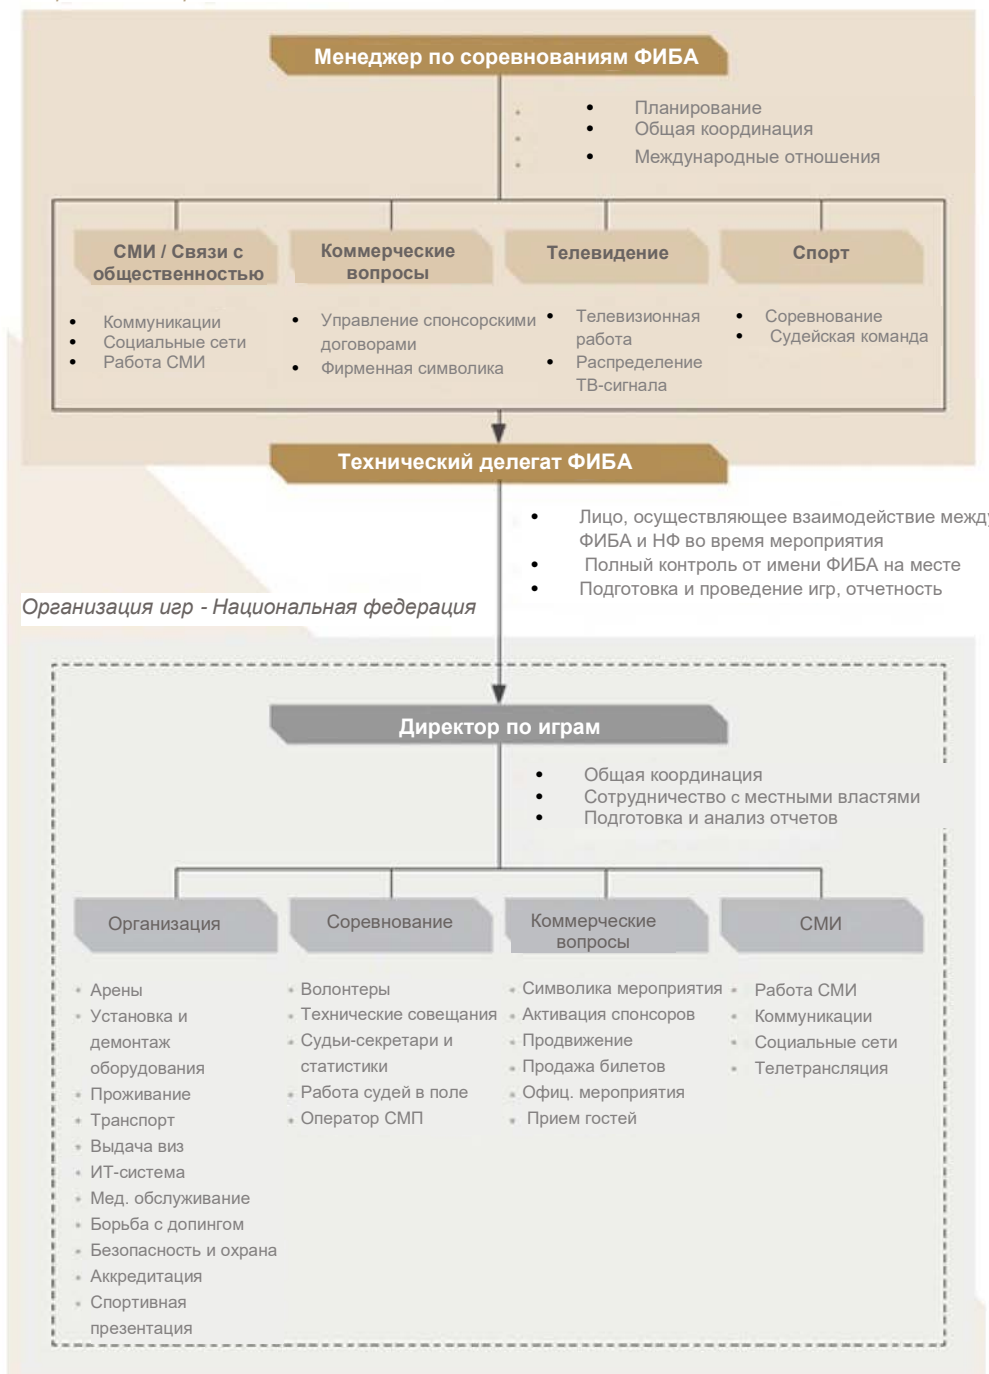 Менеджер по соревнованиям ФИБА
• Планирование
• Общая координация
• Международные отношения
СМИ / Связи с
общественностью
• Коммуникации
• Социальные сети
• Работа СМИ
Коммерческие
вопросы
• Управление спонсорскими
договорами
• Фирменная символика
Телевидение
• Телевизионная
работа
• Распределение
ТВ-сигнала
Спорт
• Соревнование
• Судейская команда
Технический делегат ФИБА
• Лицо, осуществляющее взаимодействие межд
ФИБА и НФ во время мероприятия
• Полный контроль от имени ФИБА на месте
• Подготовка и проведение игр, отчетность
Организация игр - Национальная федерация
Директор по играм
• Общая координация
• Сотрудничество с местными властями
• Подготовка и анализ отчетов
Организация
• Арены
• Установка и
демонтаж
оборудования
• Проживание
• Транспорт
• Выдача виз
• ИТ-система
• Мед. обслуживание
• Борьба с допингом
• Безопасность и охрана
• Аккредитация
• Спортивная
презентация
Соревнование
• Волонтеры
• Технические совещания
• Судьи-секретари и
статистики
• Работа судей в поле
• Оператор СМП
Коммерческие
вопросы
• Символика мероприятия
• Активация спонсоров
• Продвижение
• Продажа билетов
• Офиц. мероприятия
• Прием гостей
СМИ
• Работа СМИ
• Коммуникации
• Социальные сети
• Телетрансляция